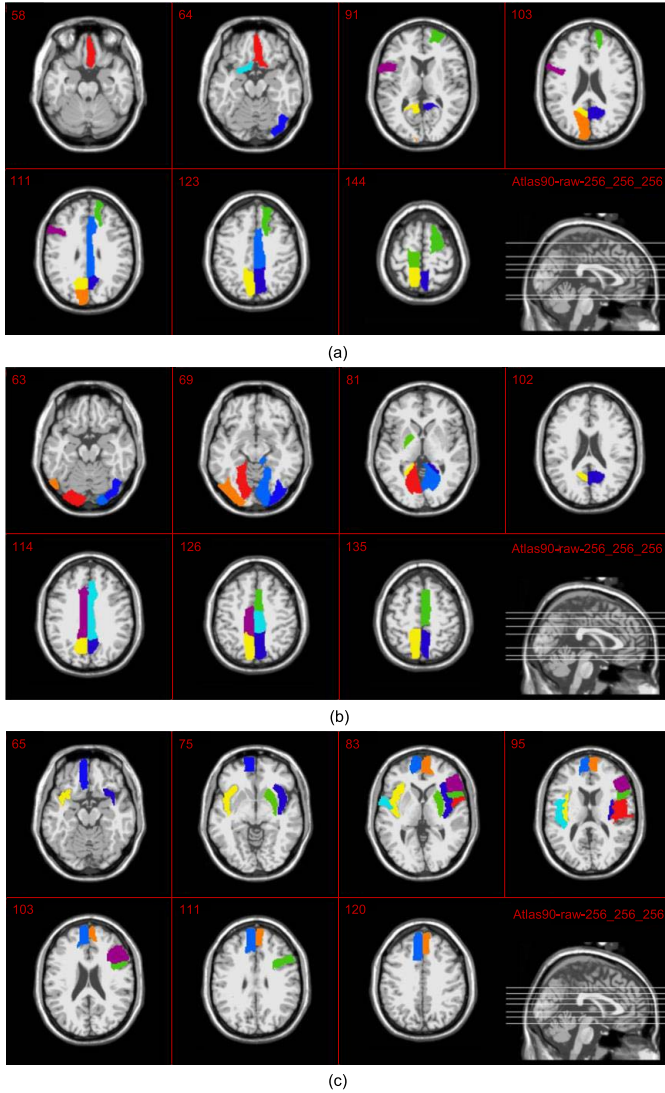 58 64 91 103
111 123 144 Atlas90-raw-256_256_256
(a)
63 69 81 102
114 126 135 Atlas90-raw-256_256_256
(b)
65 75 83 95
103 111 120 Atlas90-raw-256_256_256
(c)